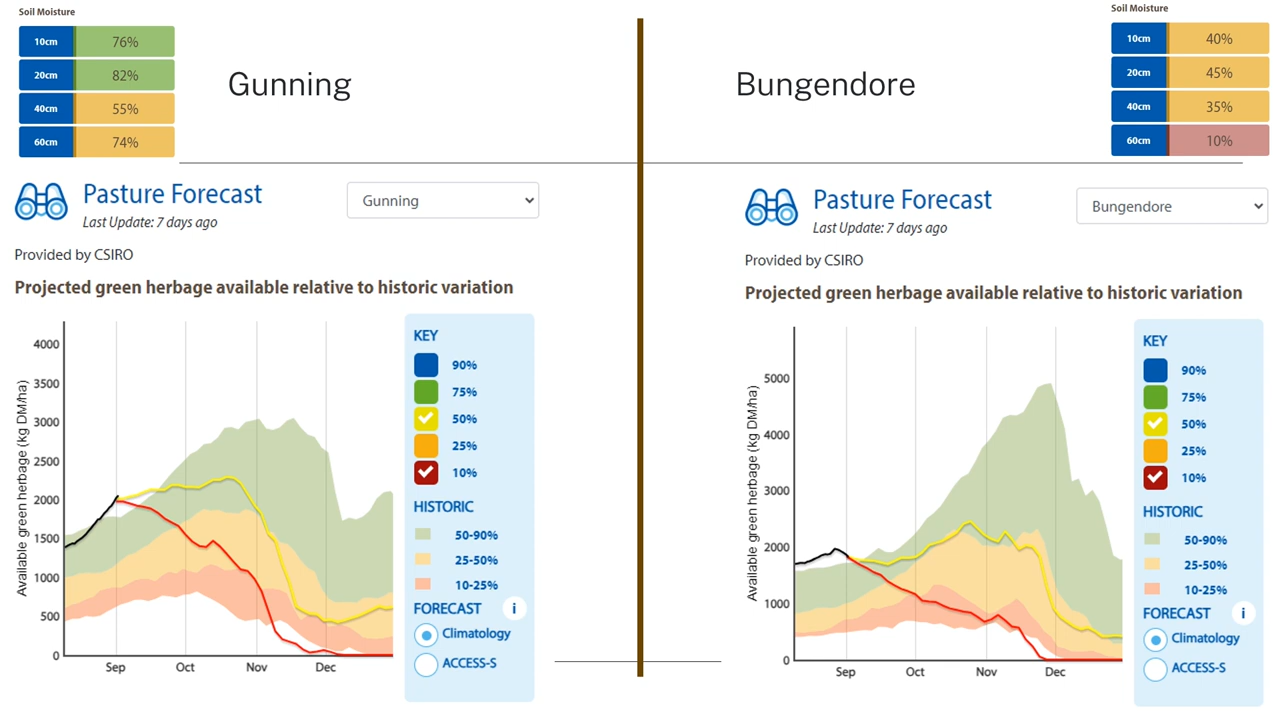 Soil Moisture
10cm 76%
20cm 82%
40cm 55%
60cm 74%
Gunning
Pasture Forecast
Last Update: 7 days ago
Gunning
Provided by CSIRO
Projected green herbage available relative to historic variation
Available green herbage (kg DM/ha)
4000
3500
3000
2500
2000
1500
1000
500
0
Sep Oct Nov Dec
KEY
90%
75%
50%
25%
10%
HISTORIC
50-90%
25-50%
10-25%
FORECAST i
Climatology
ACCESS-S
Soil Moisture
10cm 40%
20cm 45%
40cm 35%
60cm 10%
Bungendore
Pasture Forecast
Last Update: 7 days ago
Bungendore
Provided by CSIRO
Projected green herbage available relative to historic variation
Available green herbage (kg DM/ha)
5000
4000
3000
2000
1000
0
Sep Oct Nov Dec
KEY
90%
75%
50%
25%
10%
HISTORIC
50-90%
25-50%
10-25%
FORECAST i
Climatology
ACCESS-S